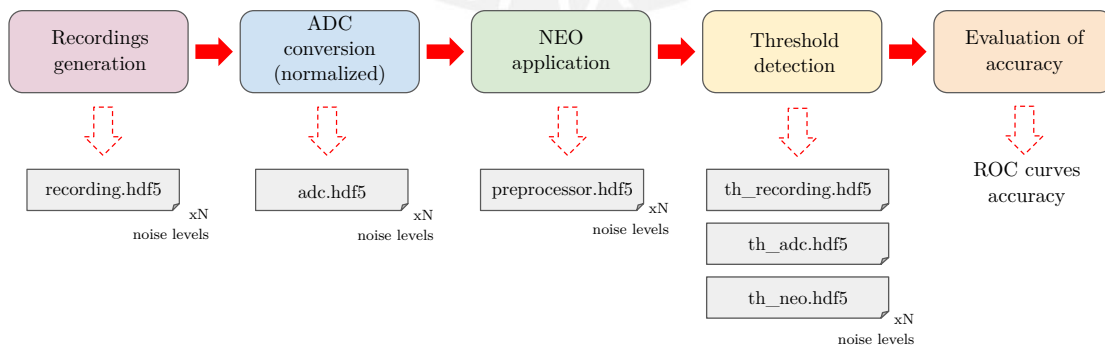 Recordings
generation
ADC
conversion
(normalized)
NEO
application
Threshold
detection
Evaluation of
accuracy
recording.hdf5
xN
noise levels
adc.hdf5
xN
noise levels
preprocessor.hdf5
xN
noise levels
th_recording.hdf5
th_adc.hdf5
th_neo.hdf5
xN
noise levels
ROC curves
accuracy